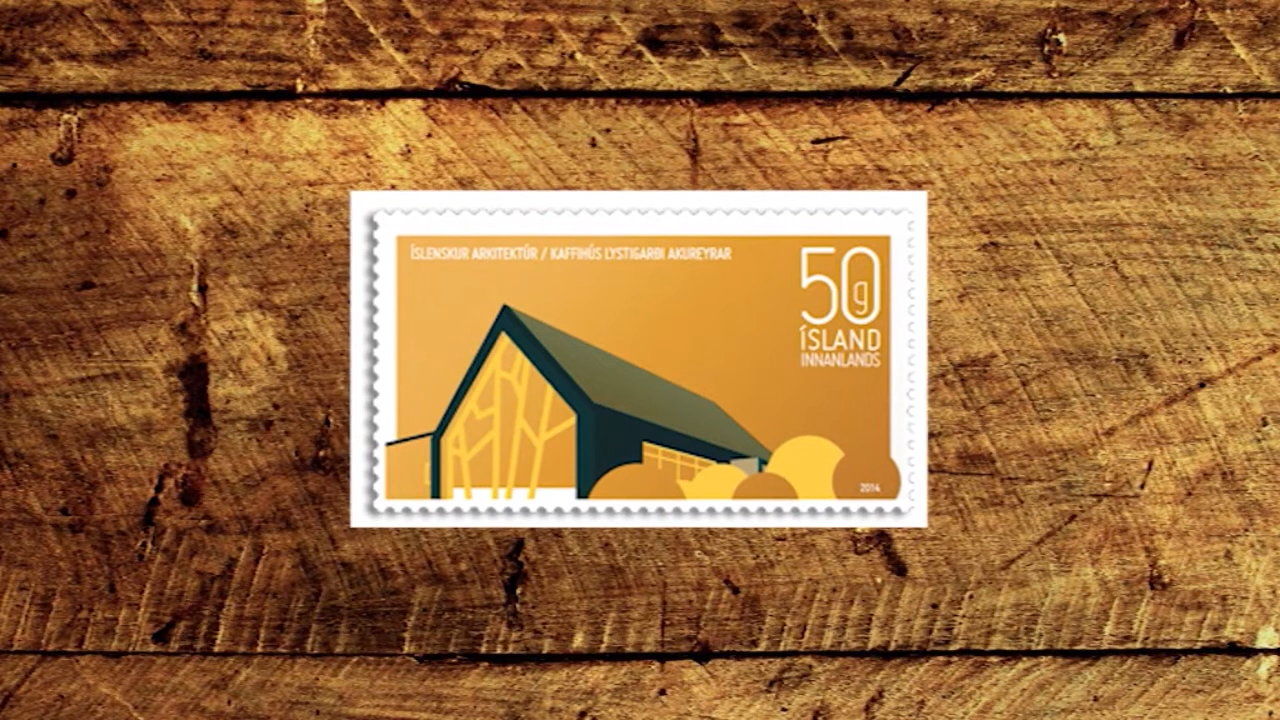 ÍSLENSKUR ARKITEKTÚR / KAFFIHÚS LYSTIGARÐI AKUREYRAR
50g
ÍSLAND
INNANLANDS
2014